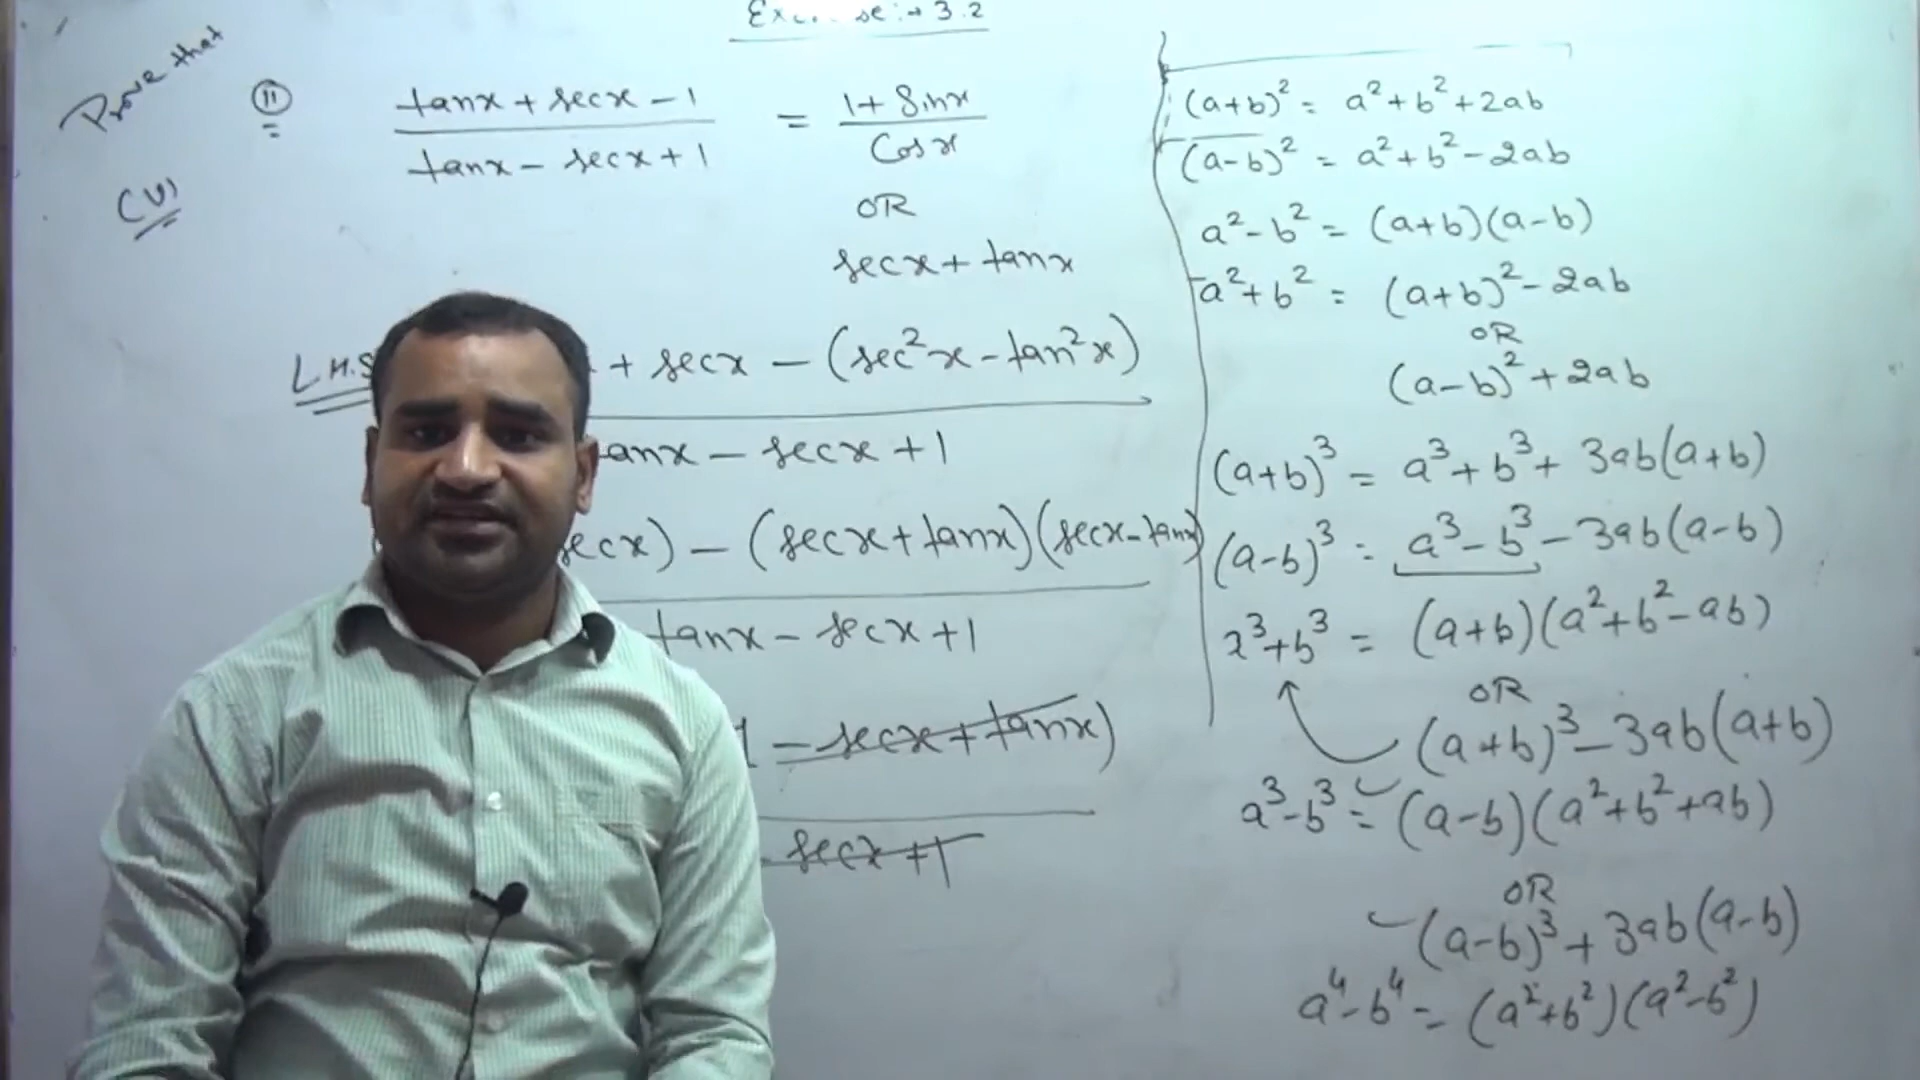 3.2
Prove that
(11) tanx + secx - 1 / tanx - secx + 1 = 1 + Sinx / Cosx
(v)
OR
secx + tanx
L.H.S + secx - (sec²x - tan²x)
anx - secx + 1
secx) - (secx + tanx)(secx - tanx)
tanx - secx + 1
- secx + tanx)
secx + 1
(a+b)² = a² + b² + 2ab
(a-b)² = a² + b² - 2ab
a² - b² = (a+b)(a-b)
a² + b² = (a+b)² - 2ab
OR
(a-b)² + 2ab
(a+b)³ = a³ + b³ + 3ab(a+b)
(a-b)³ = a³ - b³ - 3ab(a-b)
a³ + b³ = (a+b)(a² + b² - ab)
OR
(a+b)³ - 3ab(a+b)
a³ - b³ = (a-b)(a² + b² + ab)
OR
(a-b)³ + 3ab(a-b)
a⁴ - b⁴ = (a² + b²)(a² - b²)